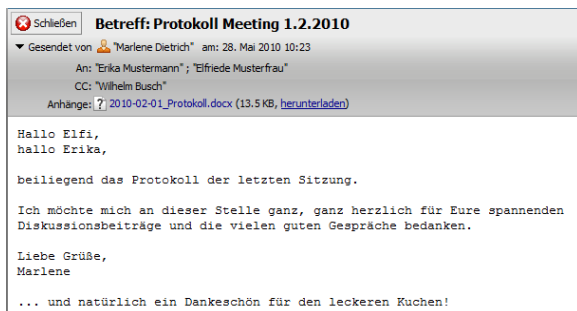 Schließen Betreff: Protokoll Meeting 1.2.2010
Gesendet von "Marlene Dietrich" am: 28. Mai 2010 10:23
An: "Erika Mustermann" ; "Elfriede Musterfrau"
CC: "Wilhelm Busch"
Anhänge: ? 2010-02-01_Protokoll.docx (13.5 KB, herunterladen)
Hallo Elfi,
hallo Erika,
beiliegend das Protokoll der letzten Sitzung.
Ich möchte mich an dieser Stelle ganz, ganz herzlich für Eure spannenden
Diskussionsbeiträge und die vielen guten Gespräche bedanken.
Liebe Grüße,
Marlene
... und natürlich ein Dankeschön für den leckeren Kuchen!